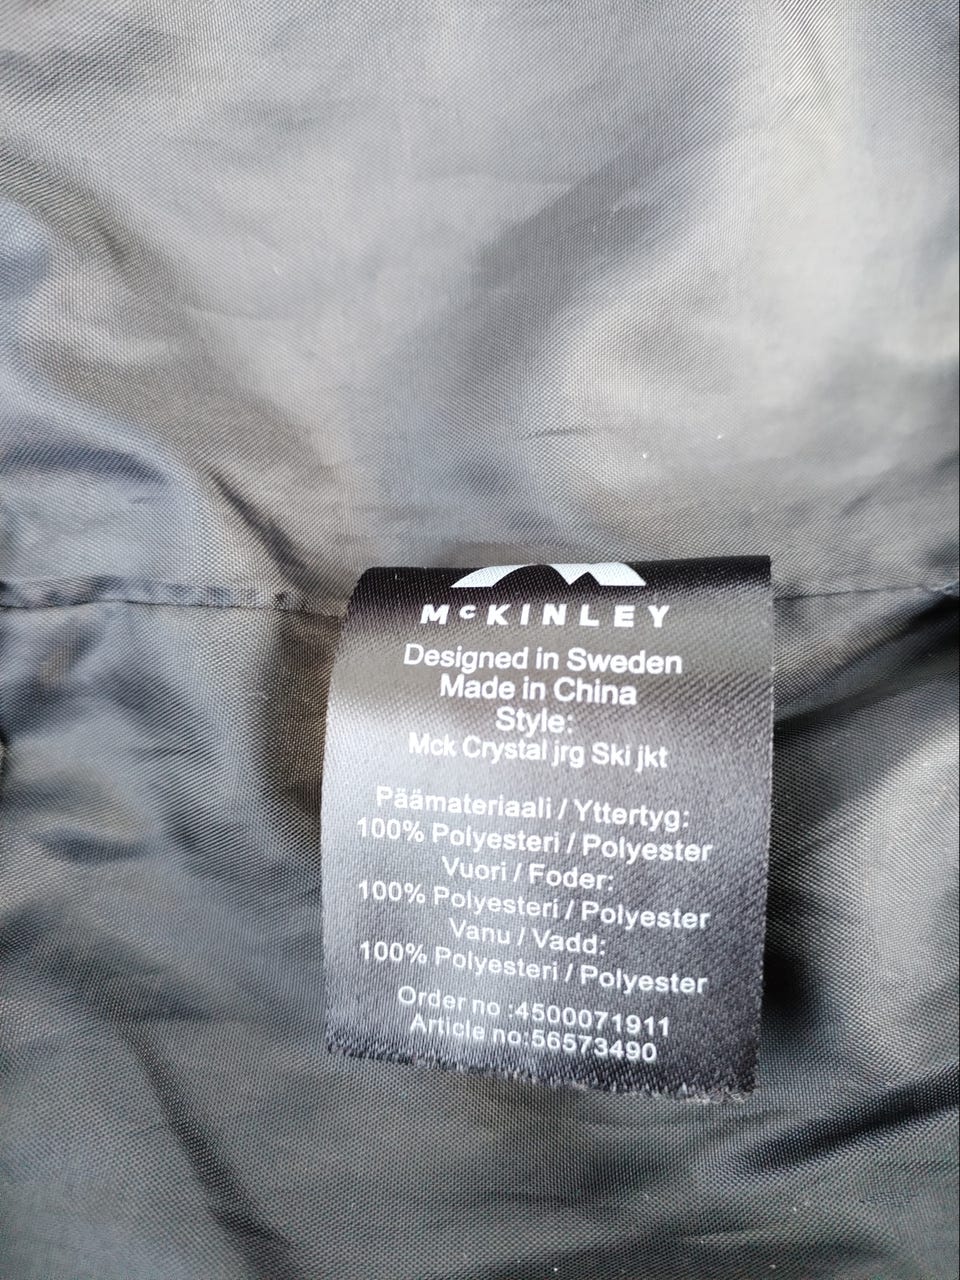 McKINLEY
Designed in Sweden
Made in China
Style:
Mck Crystal jrg Ski jkt
Päämateriaali / Yttertyg:
100% Polyesteri / Polyester
Vuori / Foder:
100% Polyesteri / Polyester
Vanu / Vadd:
100% Polyesteri / Polyester
Order no :4500071911
Article no:56573490